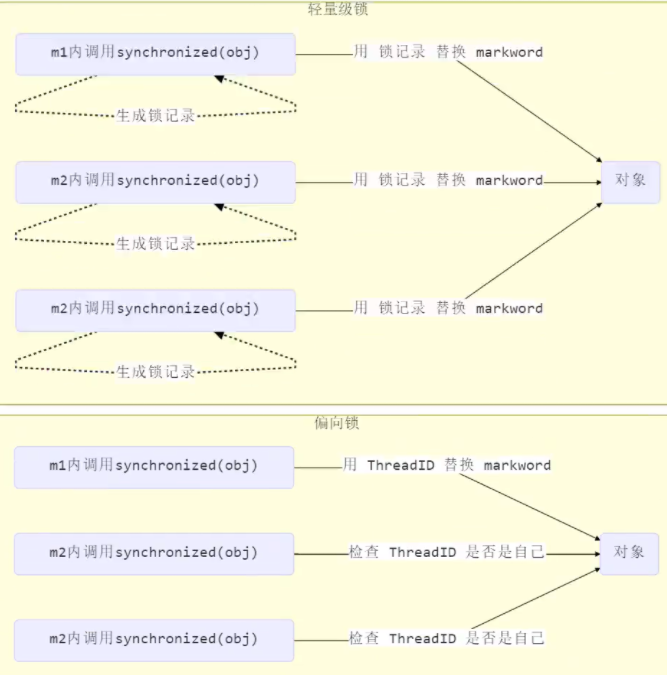 轻量级锁
m1内调用synchronized(obj)
用 锁记录 替换 markword
生成锁记录
对象
m2内调用synchronized(obj)
用 锁记录 替换 markword
生成锁记录
m2内调用synchronized(obj)
用 锁记录 替换 markword
生成锁记录
偏向锁
m1内调用synchronized(obj)
用 ThreadID 替换 markword
m2内调用synchronized(obj)
检查 ThreadID 是否是自己
对象
m2内调用synchronized(obj)
检查 ThreadID 是否是自己